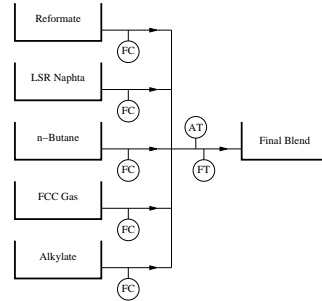 Reformate
FC
LSR Naphta
FC
n−Butane
FC
AT
FT
Final Blend
FCC Gas
FC
Alkylate
FC